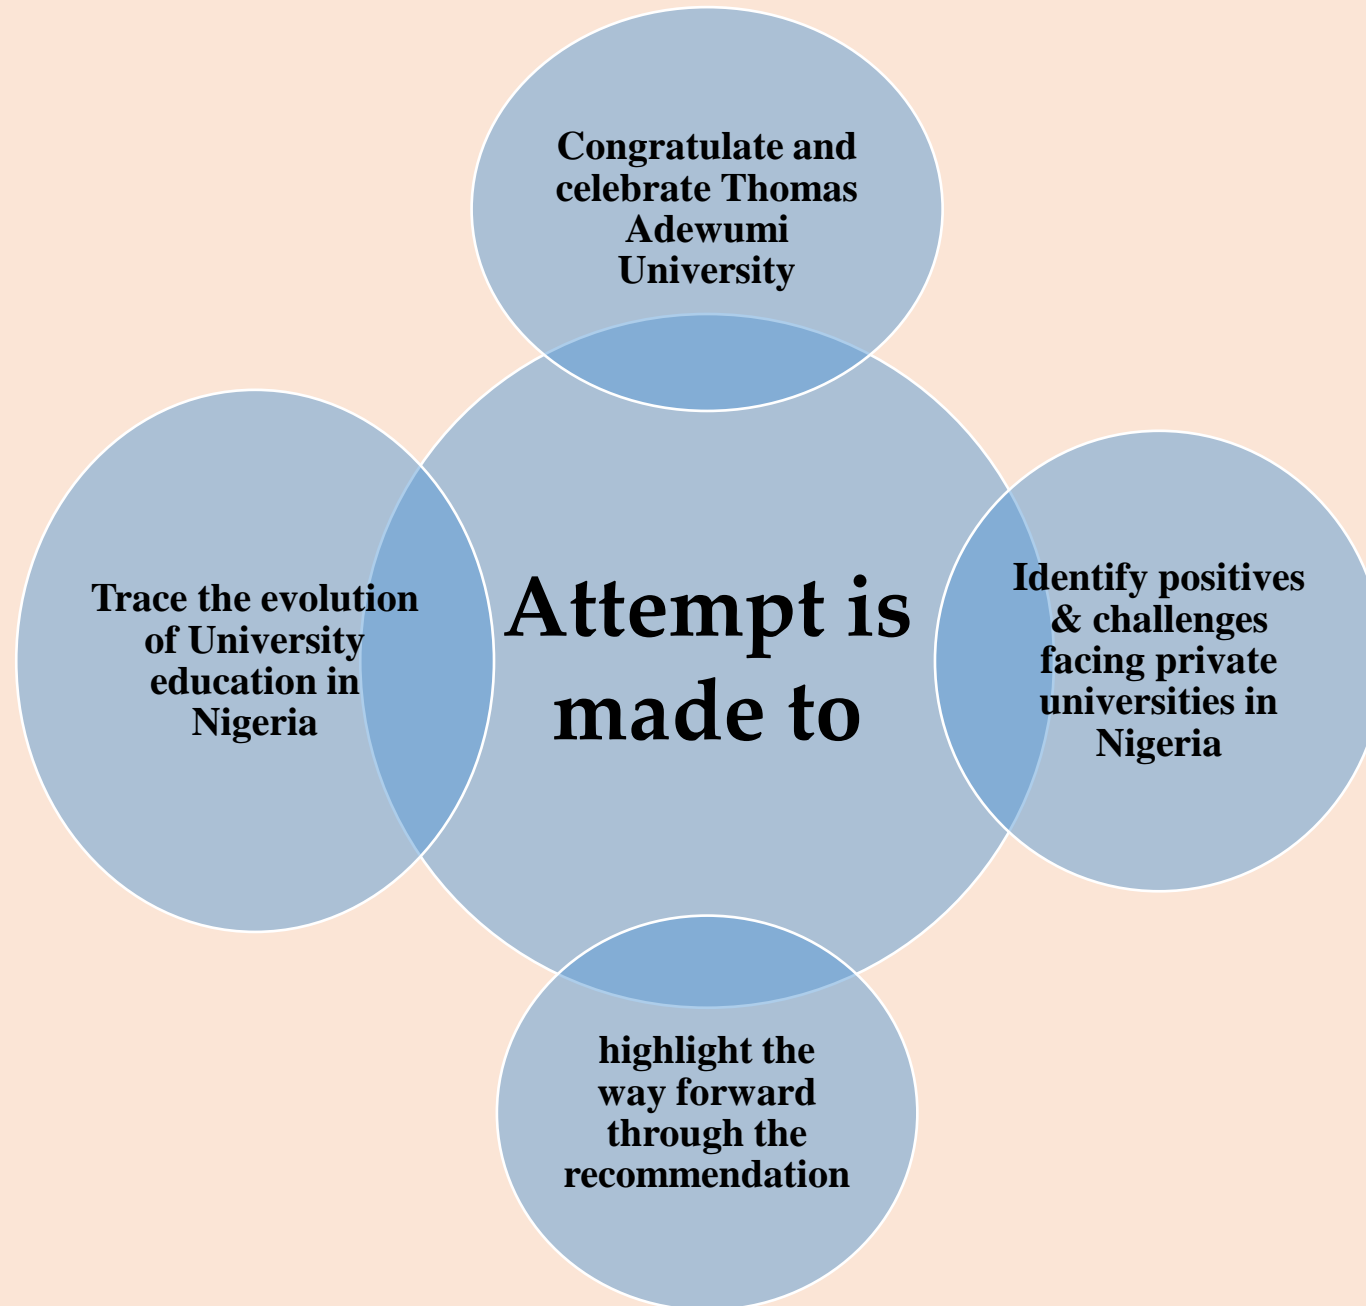 Congratulate and
celebrate Thomas
Adewumi
University
Trace the evolution
of University
education in
Nigeria
Attempt is
made to
Identify positives
& challenges
facing private
universities in
Nigeria
highlight the
way forward
through the
recommendation